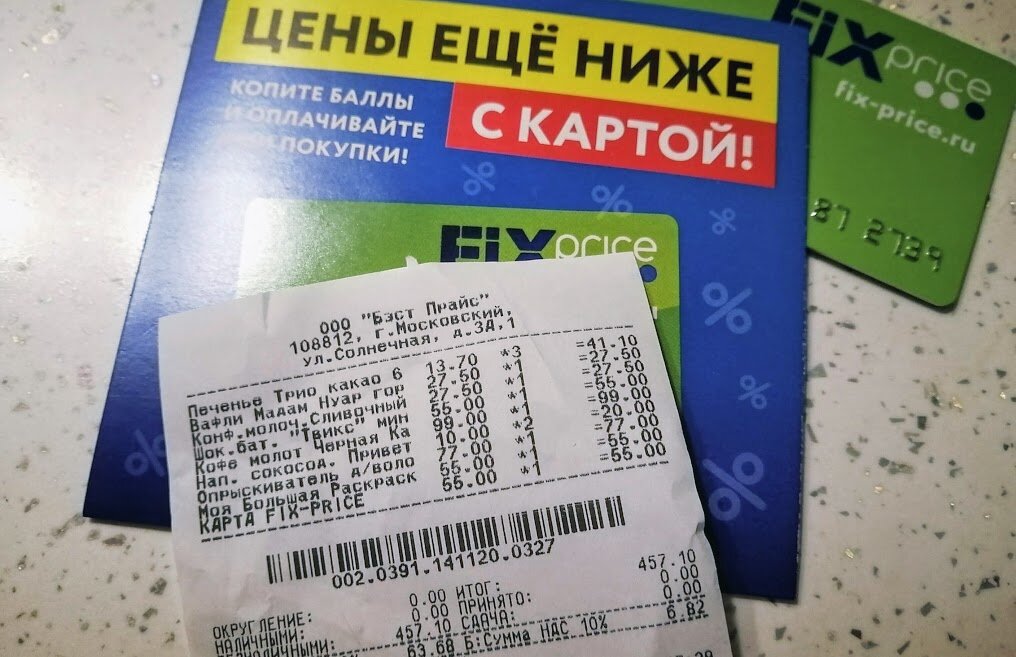 ЦЕНЫ ЕЩЁ НИЖЕ
С КАРТОЙ!
КОПИТЕ БАЛЛЫ
И ОПЛАЧИВАЙТЕ
ПОКУПКИ!
FiX price
fix-price.ru
87 2739
FiX price
ООО "Бэст Прайс"
108812, г.Московский,
ул.Солнечная, д.3А,1
Печенье Трио какао 6 13.70 *3 =41.10
Вафли Мадам Нуар гор 27.50 *1 =27.50
Конф.молоч.Сливочный 27.50 *1 =27.50
Шок.бат. "Твикс" мин 55.00 *1 =55.00
Кофе молот Черная Ка 99.00 *1 =99.00
Нап. сокосод. Привет 10.00 *2 =20.00
Опрыскиватель д/воло 77.00 *1 =77.00
Моя Большая Раскраск 55.00 *1 =55.00
КАРТА FIX-PRICE 55.00 *1 =55.00
002.0391.141120.0327
ОКРУГЛЕНИЕ: 0.00 ИТОГ: 457.10
НАЛИЧНЫМИ: 0.00 ПРИНЯТО: 0.00
БЕЗНАЛИЧНЫМИ: 457.10 СДАЧА: 0.00
63.68 Б:Сумма НДС 10% 6.82